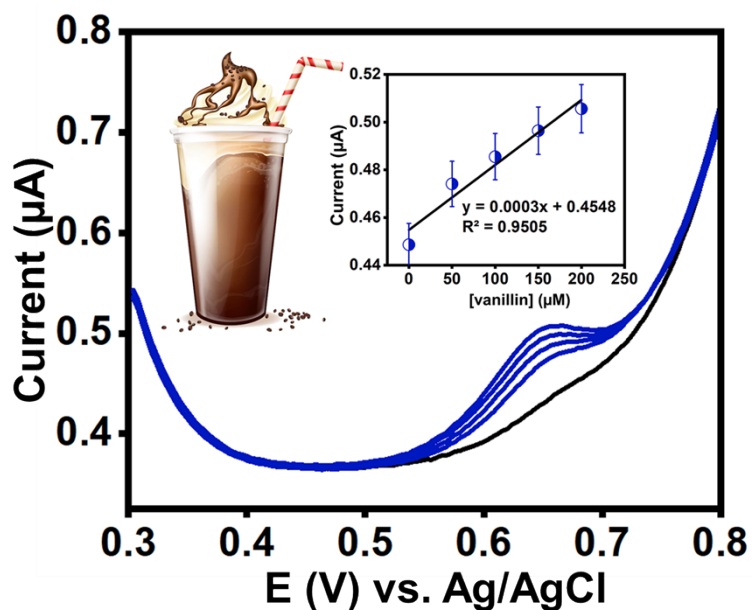 0.8
0.7
0.6
0.5
0.4
Current (µA)
0.3 0.4 0.5 0.6 0.7 0.8
E (V) vs. Ag/AgCl
0.52
0.50
0.48
0.46
0.44
Current (µA)
y = 0.0003x + 0.4548
R² = 0.9505
0 50 100 150 200 250
[vanillin] (µM)